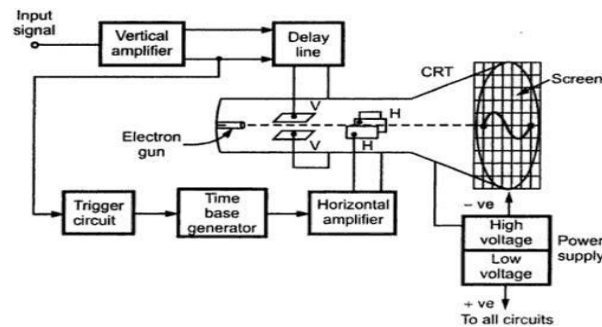 Input
signal
Vertical
amplifier
Delay
line
CRT
Screen
V
H
Electron
gun
V
H
Trigger
circuit
Time
base
generator
Horizontal
amplifier
– ve
High
voltage
Low
voltage
Power
supply
+ ve
To all circuits